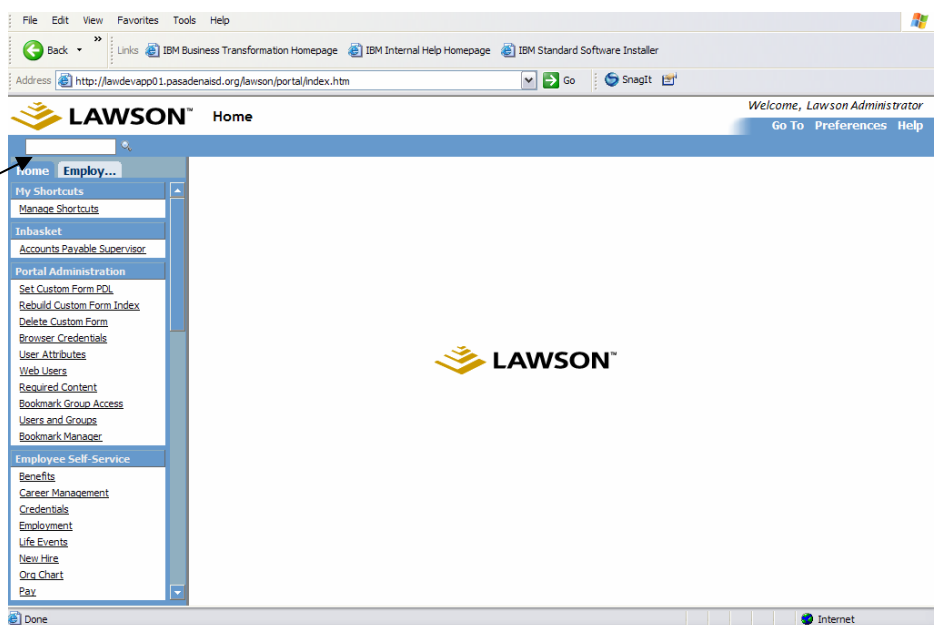 File Edit View Favorites Tools Help
Back » Links IBM Business Transformation Homepage IBM Internal Help Homepage IBM Standard Software Installer
Address http://lawdevapp01.pasadenaisd.org/lawson/portal/index.htm Go SnagIt
LAWSON™ Home Welcome, Lawson Administrator
Go To Preferences Help
Home Employ...
My Shortcuts
Manage Shortcuts
Inbasket
Accounts Payable Supervisor
Portal Administration
Set Custom Form PDL
Rebuild Custom Form Index
Delete Custom Form
Browser Credentials
User Attributes
Web Users
Required Content
Bookmark Group Access
Users and Groups
Bookmark Manager
Employee Self-Service
Benefits
Career Management
Credentials
Employment
Life Events
New Hire
Org Chart
Pay
LAWSON™
Done Internet